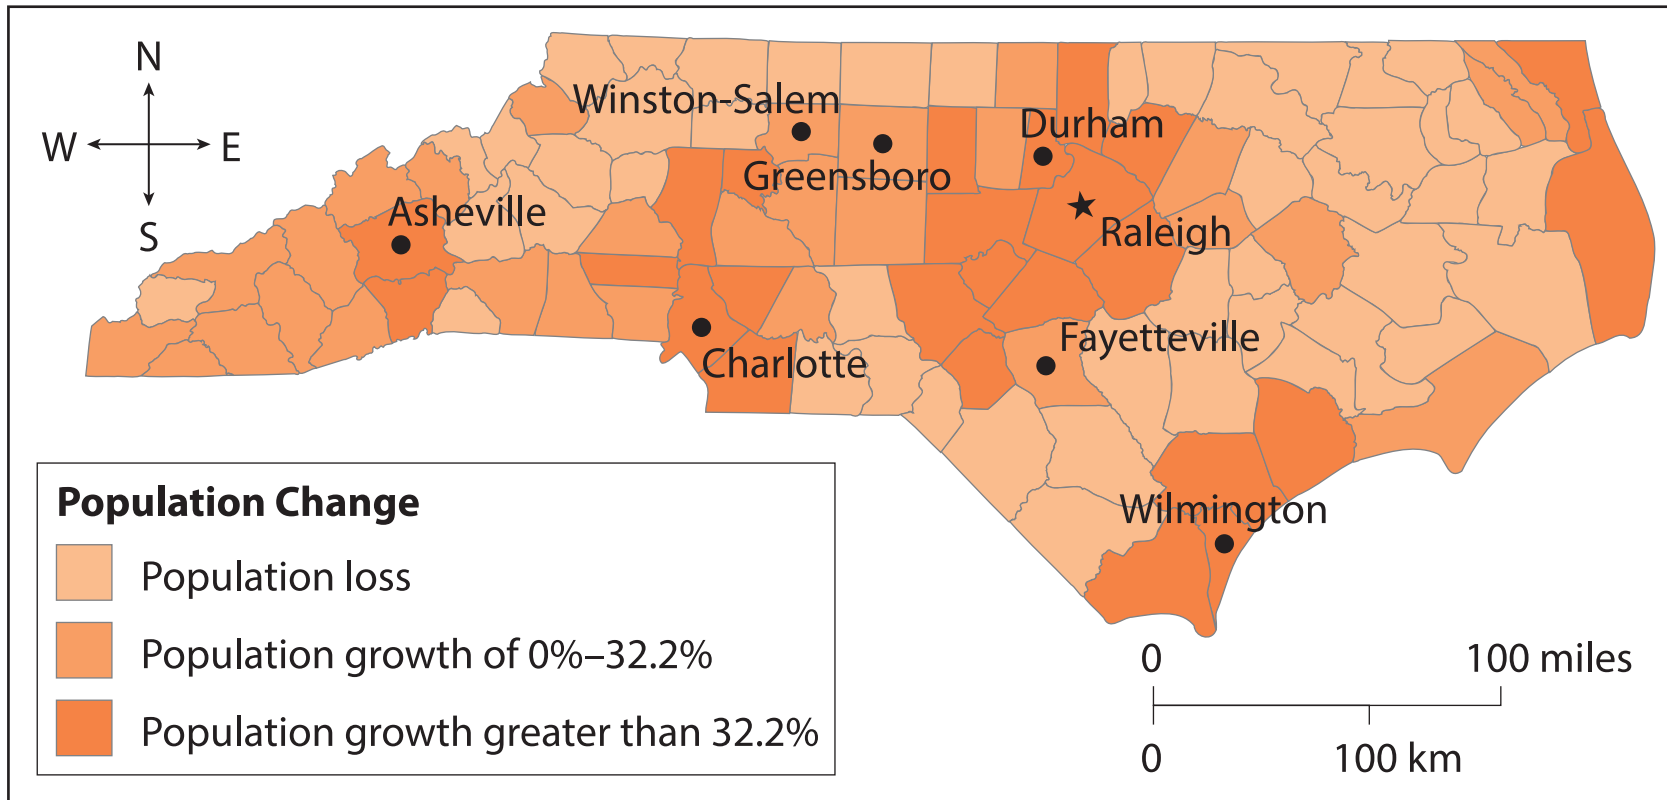 N
W E
S
Winston-Salem
Durham
Greensboro
Asheville
Raleigh
Fayetteville
Charlotte
Wilmington
Population Change
Population loss
Population growth of 0%–32.2%
Population growth greater than 32.2%
0 100 miles
0 100 km